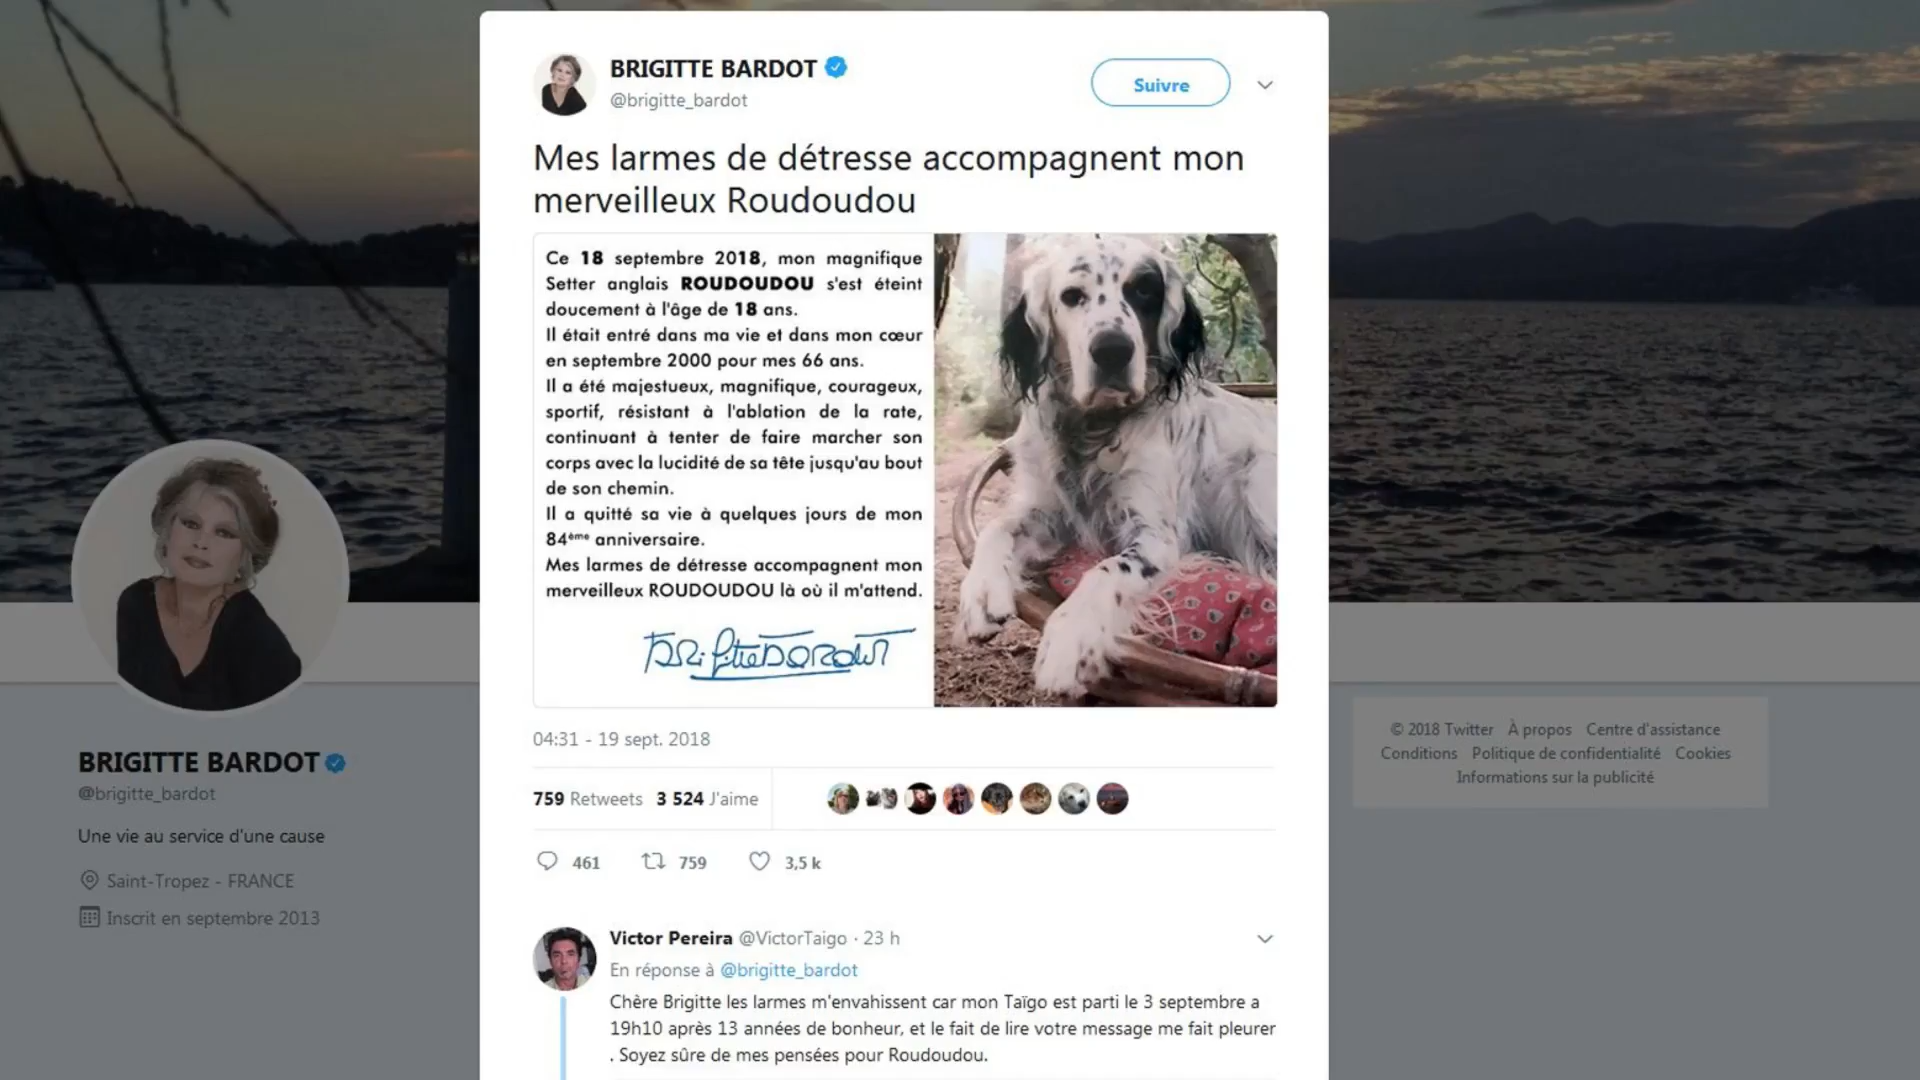 BRIGITTE BARDOT
@brigitte_bardot
Suivre
Mes larmes de détresse accompagnent mon
merveilleux Roudoudou
Ce 18 septembre 2018, mon magnifique
Setter anglais ROUDOUDOU s'est éteint
doucement à l'âge de 18 ans.
Il était entré dans ma vie et dans mon cœur
en septembre 2000 pour mes 66 ans.
Il a été majestueux, magnifique, courageux,
sportif, résistant à l'ablation de la rate,
continuant à tenter de faire marcher son
corps avec la lucidité de sa tête jusqu'au bout
de son chemin.
Il a quitté sa vie à quelques jours de mon
84ème anniversaire.
Mes larmes de détresse accompagnent mon
merveilleux ROUDOUDOU là où il m'attend.
Brigitte Bardot
04:31 - 19 sept. 2018
759 Retweets 3 524 J'aime
461 759 3,5 k
Victor Pereira @VictorTaigo · 23 h
En réponse à @brigitte_bardot
Chère Brigitte les larmes m'envahissent car mon Taïgo est parti le 3 septembre a
19h10 après 13 années de bonheur, et le fait de lire votre message me fait pleurer
. Soyez sûre de mes pensées pour Roudoudou.
BRIGITTE BARDOT
@brigitte_bardot
Une vie au service d'une cause
Saint-Tropez - FRANCE
Inscrit en septembre 2013
© 2018 Twitter À propos Centre d'assistance
Conditions Politique de confidentialité Cookies
Informations sur la publicité